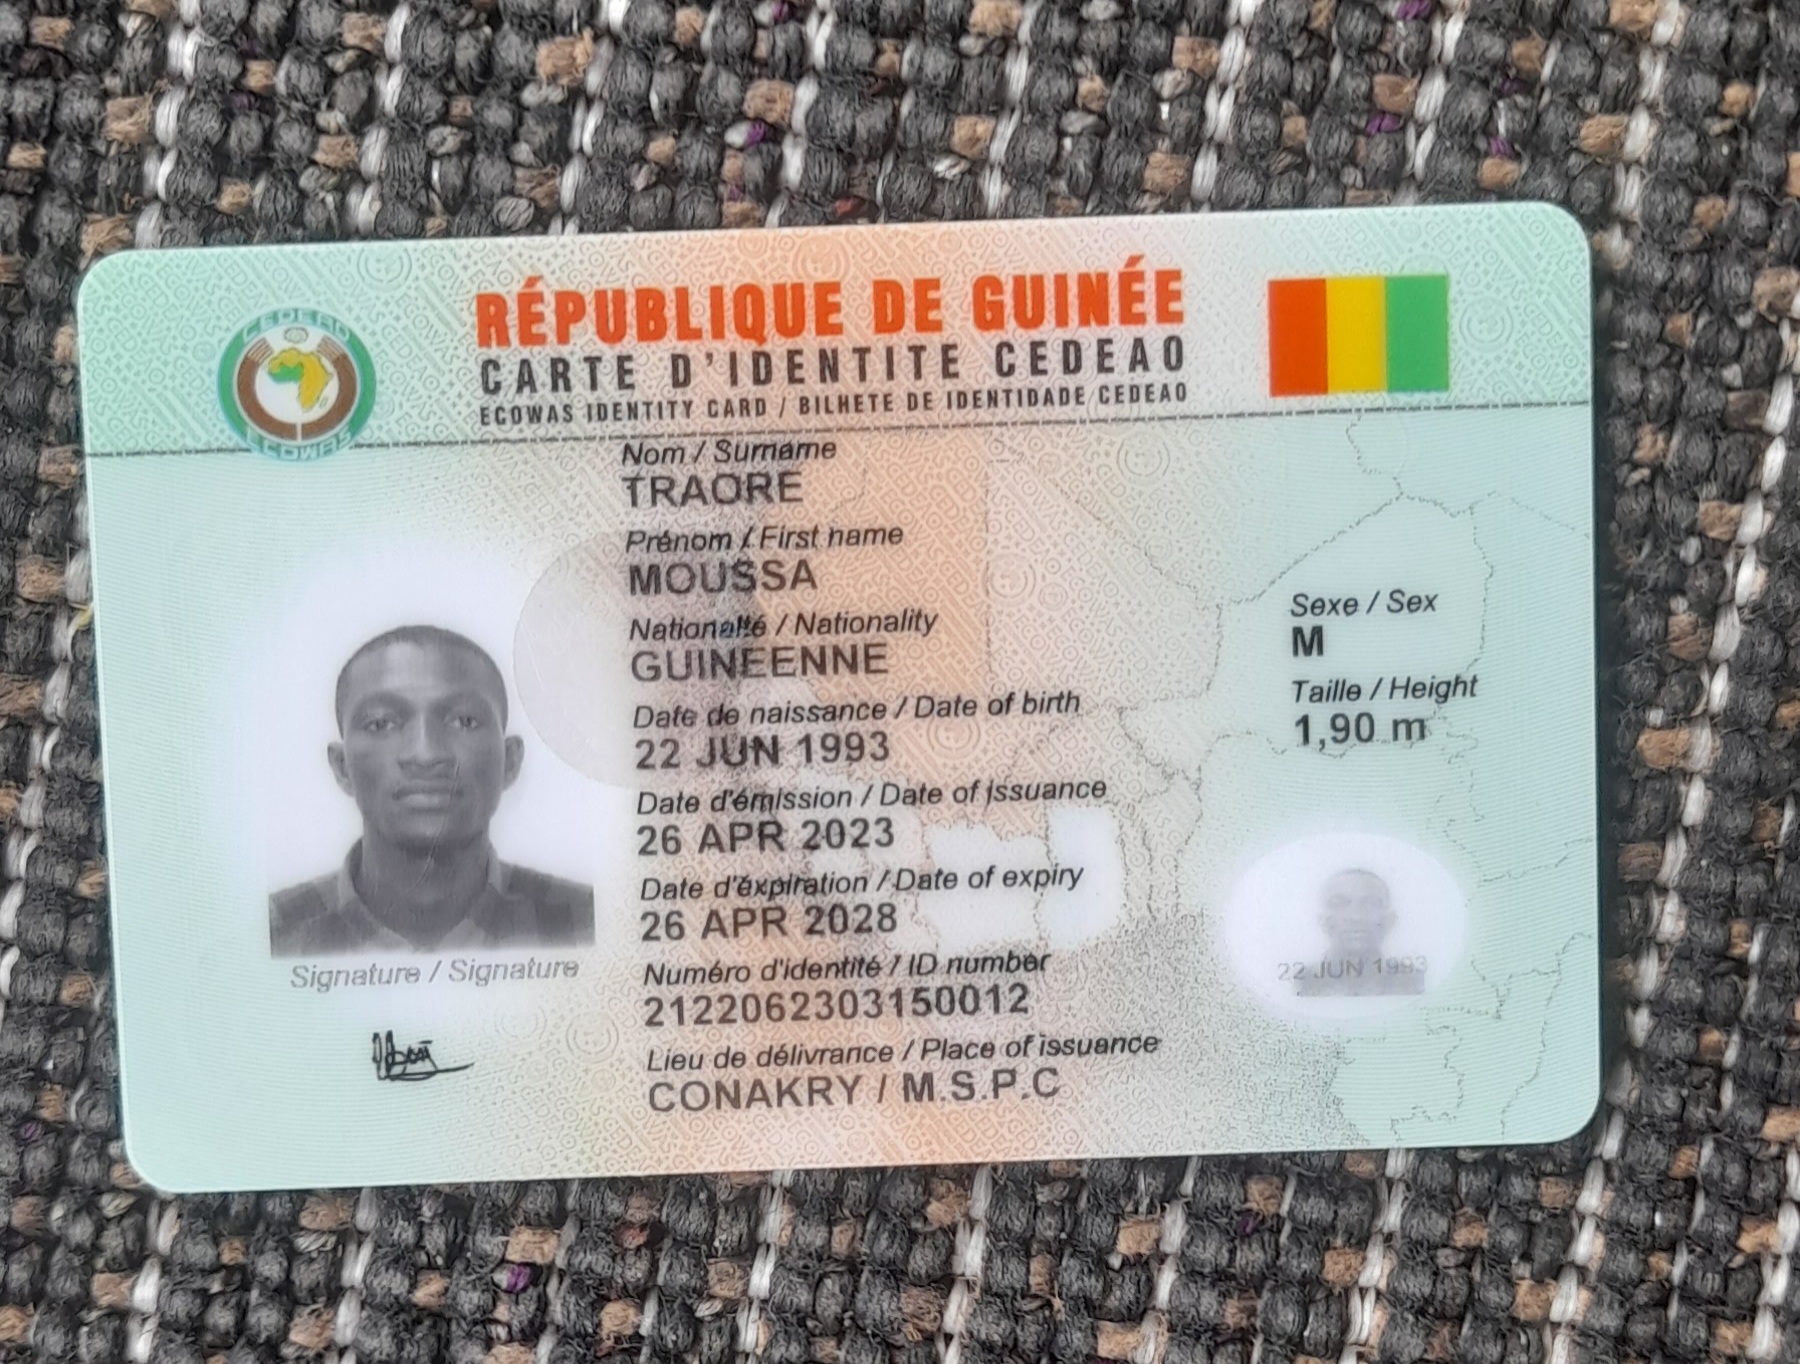 CEDEAO
ECOWAS
RÉPUBLIQUE DE GUINÉE
CARTE D'IDENTITE CEDEAO
ECOWAS IDENTITY CARD / BILHETE DE IDENTIDADE CEDEAO
Nom / Surname
TRAORE
Prénom / First name
MOUSSA
Nationalité / Nationality
GUINEENNE
Date de naissance / Date of birth
22 JUN 1993
Date d'émission / Date of issuance
26 APR 2023
Date d'expiration / Date of expiry
26 APR 2028
Numéro d'identité / ID number
2122062303150012
Lieu de délivrance / Place of issuance
CONAKRY / M.S.P.C
Sexe / Sex
M
Taille / Height
1,90 m
22 JUN 1993
Signature / Signature